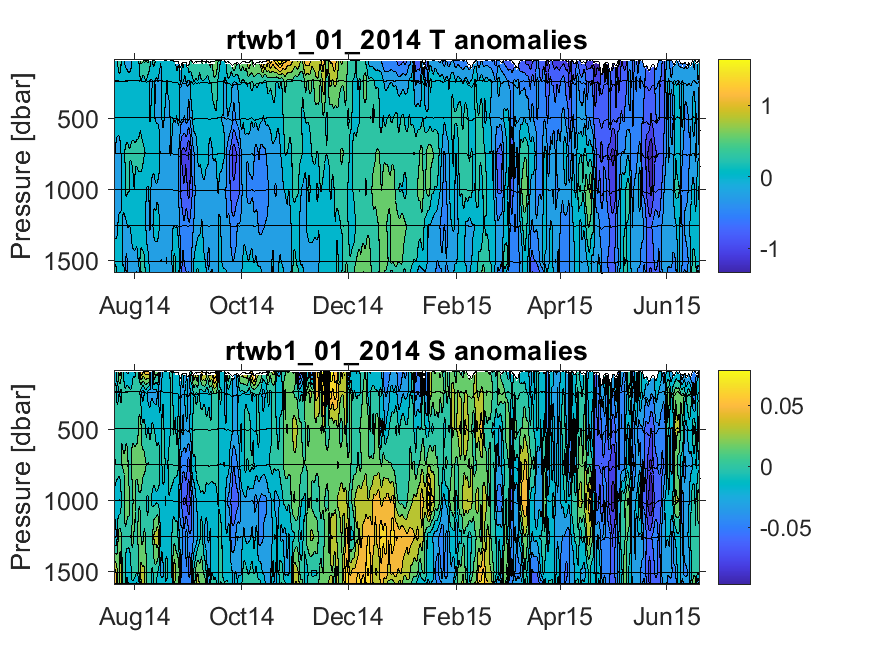 rtwb1_01_2014 T anomalies
Pressure [dbar]
500
1000
1500
Aug14 Oct14 Dec14 Feb15 Apr15 Jun15
1
0
-1
rtwb1_01_2014 S anomalies
Pressure [dbar]
500
1000
1500
Aug14 Oct14 Dec14 Feb15 Apr15 Jun15
0.05
0
-0.05